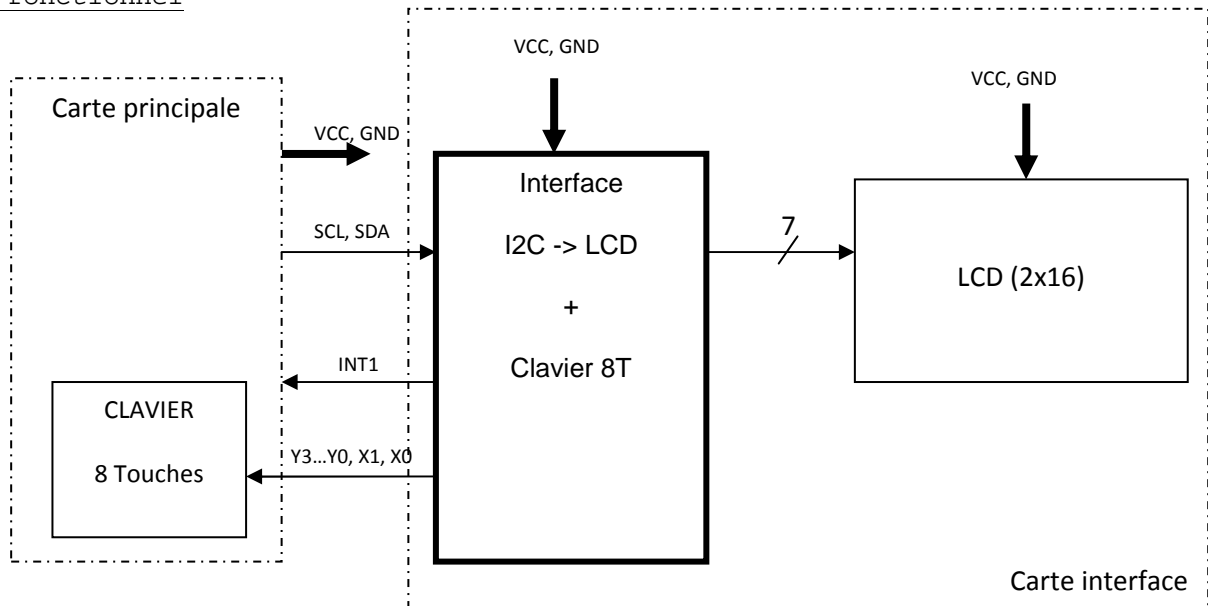 fonctionnel
Carte principale
VCC, GND
SCL, SDA
INT1
CLAVIER
8 Touches
Y3...Y0, X1, X0
VCC, GND
Interface
I2C -> LCD
+
Clavier 8T
7
VCC, GND
LCD (2x16)
Carte interface